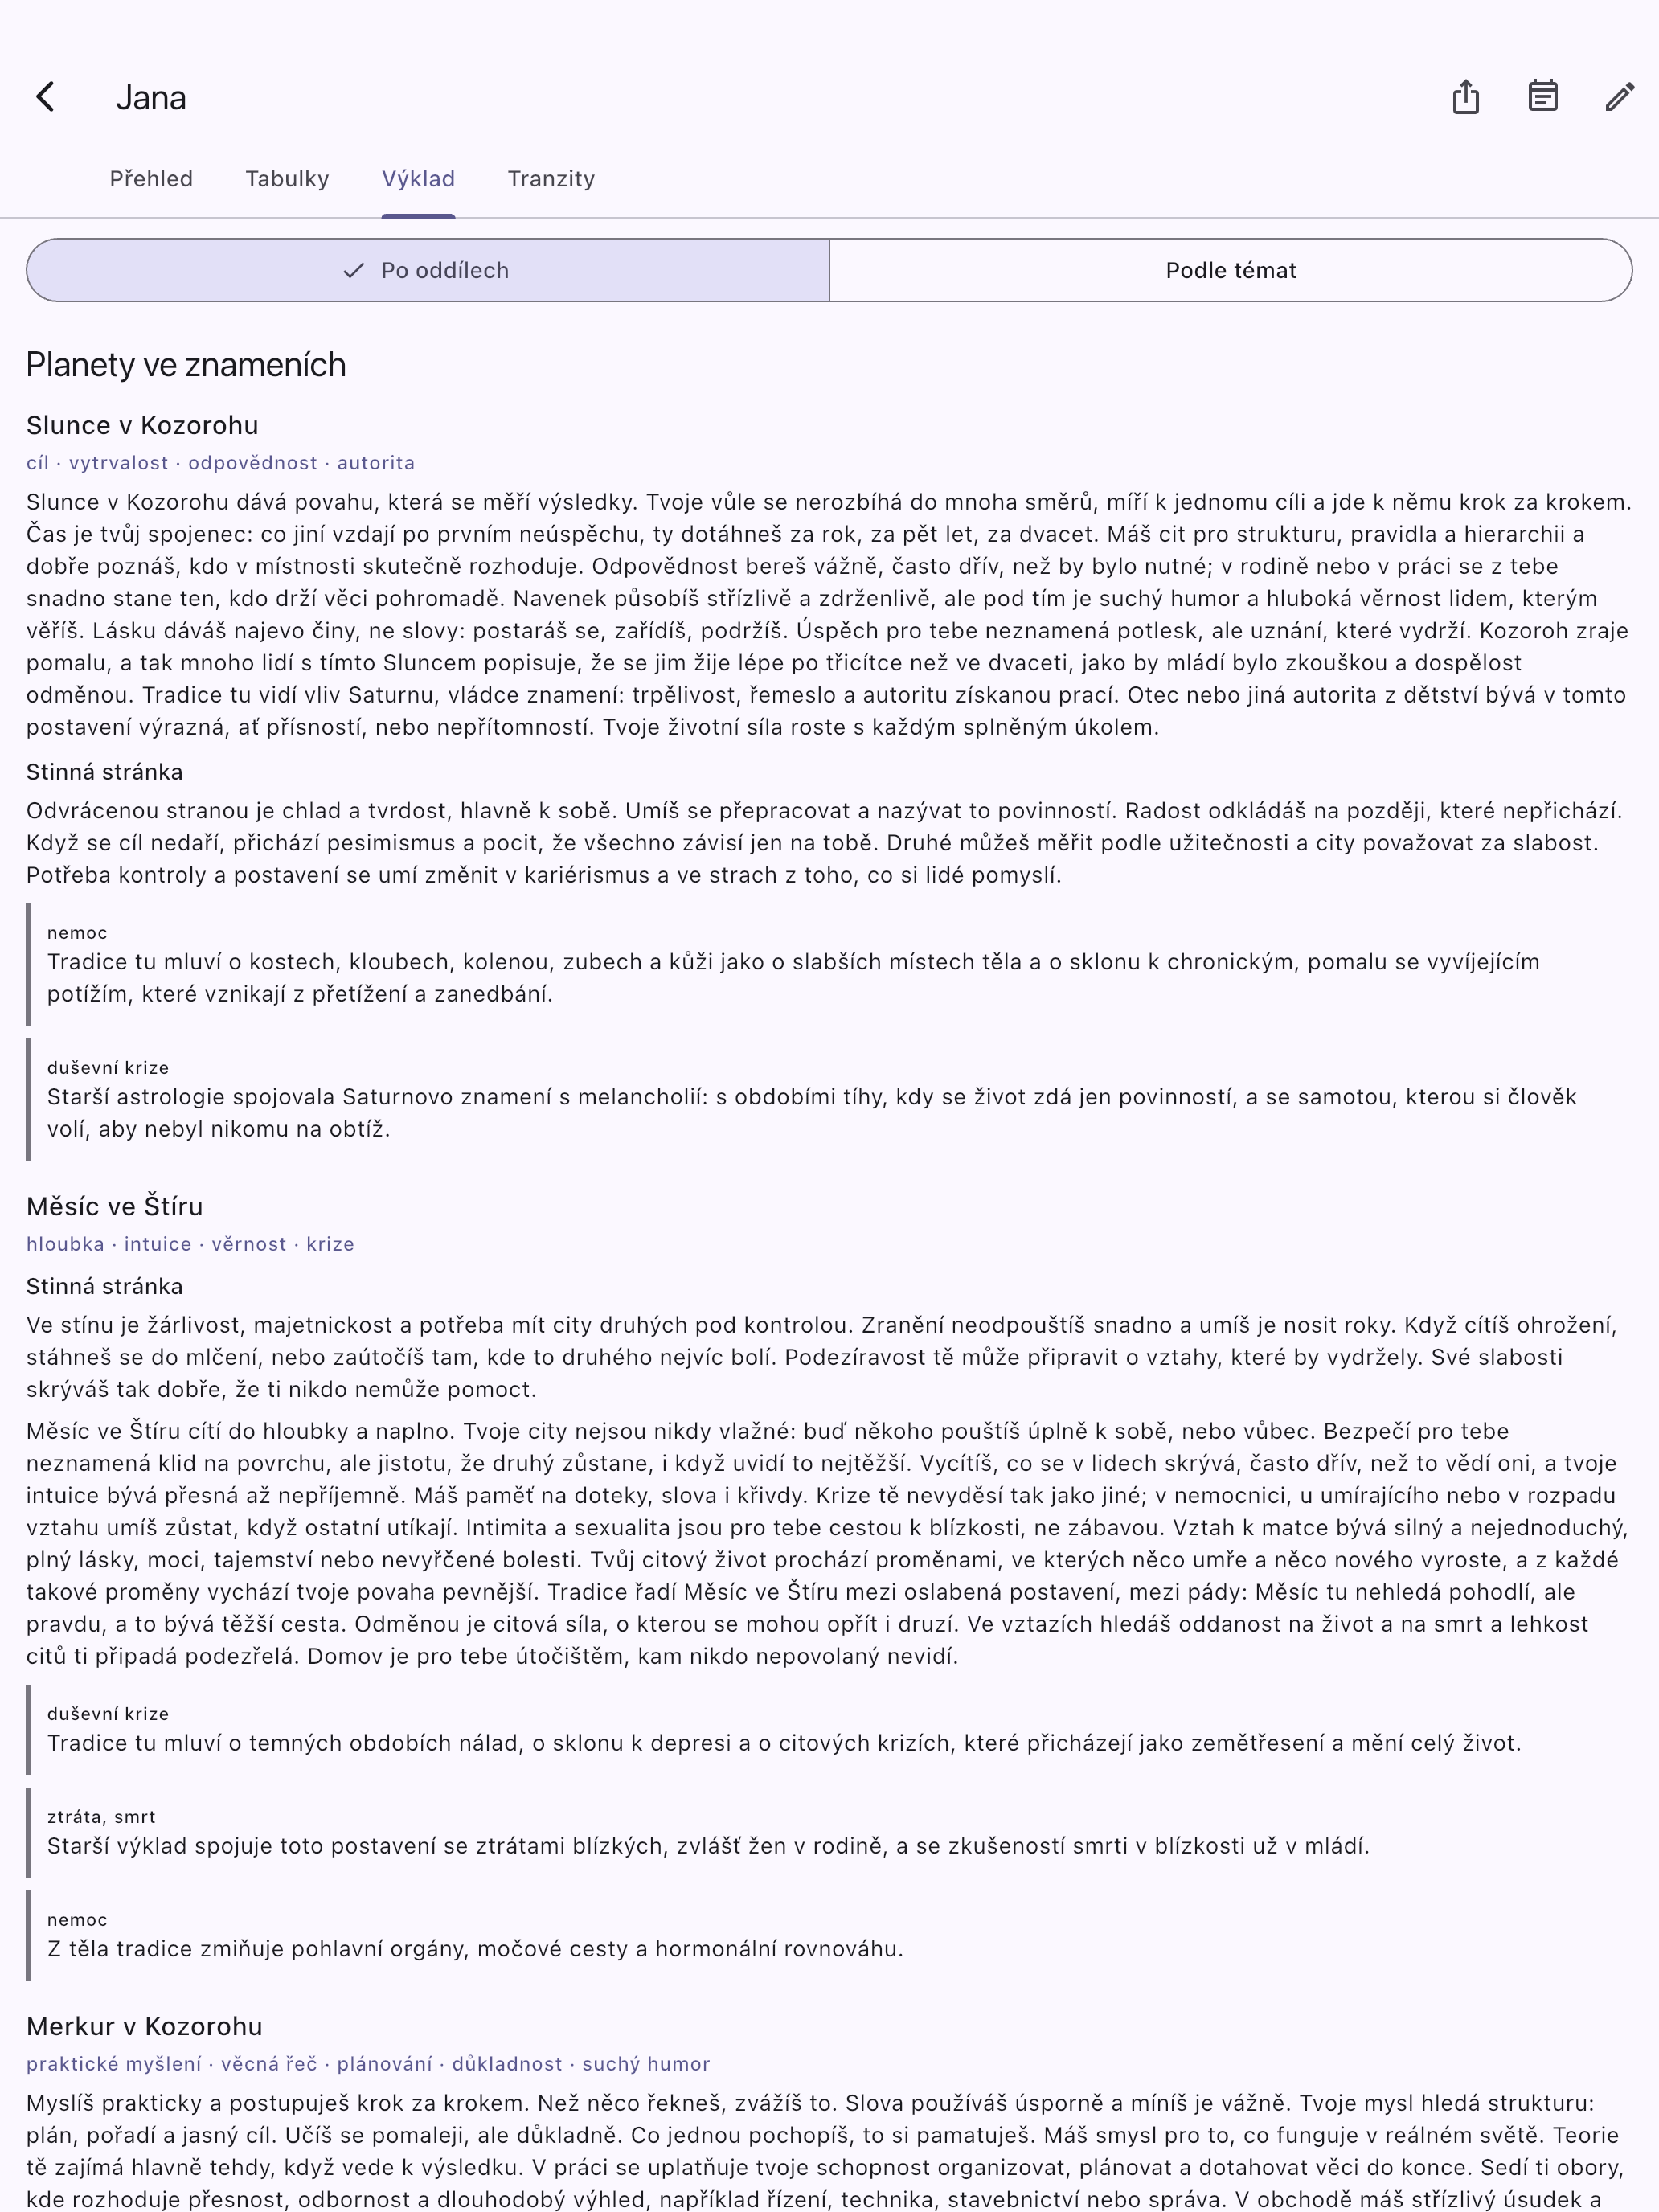 Jana
Přehled
Tabulky
Výklad
Tranzity
Po oddílech
Podle témat
Planety ve znameních
Slunce v Kozorohu
cíl · vytrvalost · odpovědnost · autorita
Slunce v Kozorohu dává povahu, která se měří výsledky. Tvoje vůle se nerozbíhá do mnoha směrů, míří k jednomu cíli a jde k němu krok za krokem.
Čas je tvůj spojenec: co jiní vzdají po prvním neúspěchu, ty dotáhneš za rok, za pět let, za dvacet. Máš cit pro strukturu, pravidla a hierarchii a
dobře poznáš, kdo v místnosti skutečně rozhoduje. Odpovědnost bereš vážně, často dřív, než by bylo nutné; v rodině nebo v práci se z tebe
snadno stane ten, kdo drží věci pohromadě. Navenek působíš střízlivě a zdrženlivě, ale pod tím je suchý humor a hluboká věrnost lidem, kterým
věříš. Lásku dáváš najevo činy, ne slovy: postaráš se, zařídíš, podržíš. Úspěch pro tebe neznamená potlesk, ale uznání, které vydrží. Kozoroh zraje
pomalu, a tak mnoho lidí s tímto Sluncem popisuje, že se jim žije lépe po třicítce než ve dvaceti, jako by mládí bylo zkouškou a dospělost
odměnou. Tradice tu vidí vliv Saturnu, vládce znamení: trpělivost, řemeslo a autoritu získanou prací. Otec nebo jiná autorita z dětství bývá v tomto
postavení výrazná, ať přísností, nebo nepřítomností. Tvoje životní síla roste s každým splněným úkolem.
Stinná stránka
Odvrácenou stranou je chlad a tvrdost, hlavně k sobě. Umíš se přepracovat a nazývat to povinností. Radost odkládáš na později, které nepřichází.
Když se cíl nedaří, přichází pesimismus a pocit, že všechno závisí jen na tobě. Druhé můžeš měřit podle užitečnosti a city považovat za slabost.
Potřeba kontroly a postavení se umí změnit v kariérismus a ve strach z toho, co si lidé pomyslí.
nemoc
Tradice tu mluví o kostech, kloubech, kolenou, zubech a kůži jako o slabších místech těla a o sklonu k chronickým, pomalu se vyvíjejícím
potížím, které vznikají z přetížení a zanedbání.
duševní krize
Starší astrologie spojovala Saturnovo znamení s melancholií: s obdobími tíhy, kdy se život zdá jen povinností, a se samotou, kterou si člověk
volí, aby nebyl nikomu na obtíž.
Měsíc ve Štíru
hloubka · intuice · věrnost · krize
Stinná stránka
Ve stínu je žárlivost, majetnickost a potřeba mít city druhých pod kontrolou. Zranění neodpouštíš snadno a umíš je nosit roky. Když cítíš ohrožení,
stáhneš se do mlčení, nebo zaútočíš tam, kde to druhého nejvíc bolí. Podezíravost tě může připravit o vztahy, které by vydržely. Své slabosti
skrýváš tak dobře, že ti nikdo nemůže pomoct.
Měsíc ve Štíru cítí do hloubky a naplno. Tvoje city nejsou nikdy vlažné: buď někoho pouštíš úplně k sobě, nebo vůbec. Bezpečí pro tebe
neznamená klid na povrchu, ale jistotu, že druhý zůstane, i když uvidí to nejtěžší. Vycítíš, co se v lidech skrývá, často dřív, než to vědí oni, a tvoje
intuice bývá přesná až nepříjemně. Máš paměť na doteky, slova i křivdy. Krize tě nevyděsí tak jako jiné; v nemocnici, u umírajícího nebo v rozpadu
vztahu umíš zůstat, když ostatní utíkají. Intimita a sexualita jsou pro tebe cestou k blízkosti, ne zábavou. Vztah k matce bývá silný a nejednoduchý,
plný lásky, moci, tajemství nebo nevyřčené bolesti. Tvůj citový život prochází proměnami, ve kterých něco umře a něco nového vyroste, a z každé
takové proměny vychází tvoje povaha pevnější. Tradice řadí Měsíc ve Štíru mezi oslabená postavení, mezi pády: Měsíc tu nehledá pohodlí, ale
pravdu, a to bývá těžší cesta. Odměnou je citová síla, o kterou se mohou opřít i druzí. Ve vztazích hledáš oddanost na život a na smrt a lehkost
citů ti připadá podezřelá. Domov je pro tebe útočištěm, kam nikdo nepovolaný nevidí.
duševní krize
Tradice tu mluví o temných obdobích nálad, o sklonu k depresi a o citových krizích, které přicházejí jako zemětřesení a mění celý život.
ztráta, smrt
Starší výklad spojuje toto postavení se ztrátami blízkých, zvlášť žen v rodině, a se zkušeností smrti v blízkosti už v mládí.
nemoc
Z těla tradice zmiňuje pohlavní orgány, močové cesty a hormonální rovnováhu.
Merkur v Kozorohu
praktické myšlení · věcná řeč · plánování · důkladnost · suchý humor
Myslíš prakticky a postupuješ krok za krokem. Než něco řekneš, zvážíš to. Slova používáš úsporně a míníš je vážně. Tvoje mysl hledá strukturu:
plán, pořadí a jasný cíl. Učíš se pomaleji, ale důkladně. Co jednou pochopíš, to si pamatuješ. Máš smysl pro to, co funguje v reálném světě. Teorie
tě zajímá hlavně tehdy, když vede k výsledku. V práci se uplatňuje tvoje schopnost organizovat, plánovat a dotahovat věci do konce. Sedí ti obory,
kde rozhoduje přesnost, odbornost a dlouhodobý výhled, například řízení, technika, stavebnictví nebo správa. V obchodě máš střízlivý úsudek a